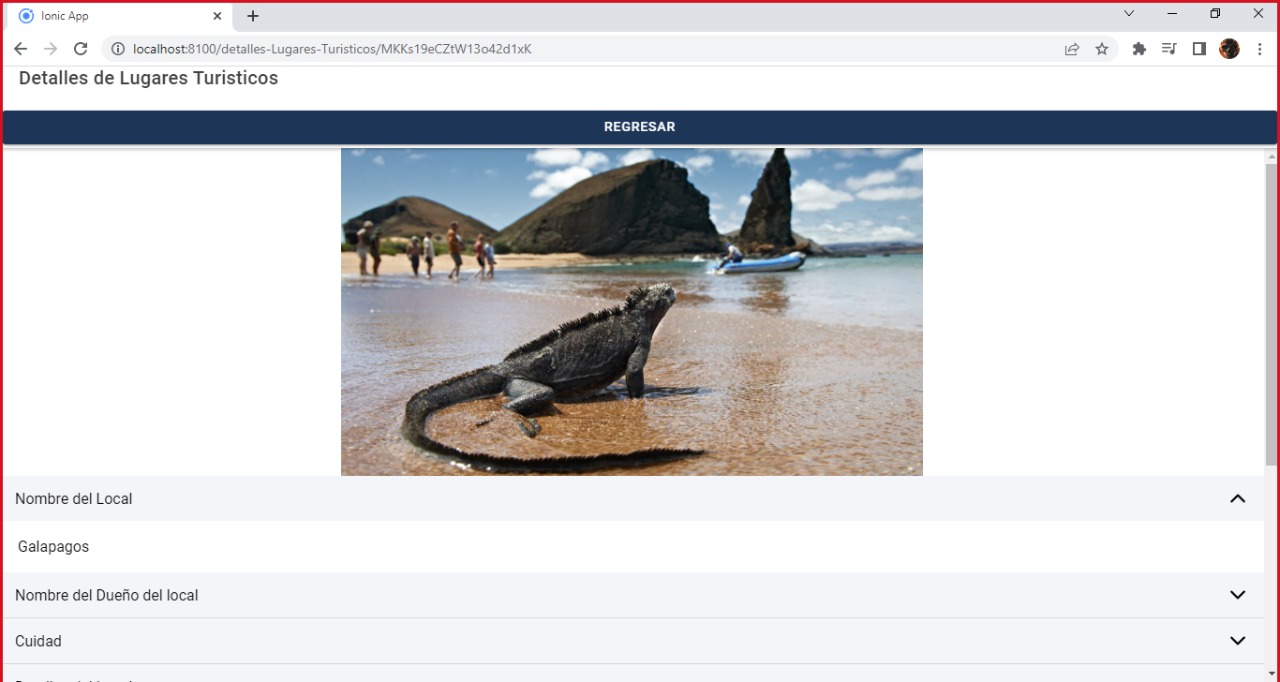 Ionic App
localhost:8100/detalles-Lugares-Turisticos/MKKs19eCZtW13o42d1xK
Detalles de Lugares Turisticos
REGRESAR
Nombre del Local
Galapagos
Nombre del Dueño del local
Cuidad